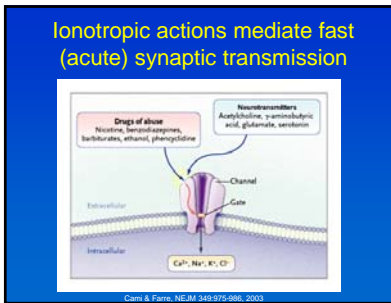 Ionotropic actions mediate fast
(acute) synaptic transmission
Drugs of abuse
Nicotine, benzodiazepines,
barbiturates, ethanol, phencyclidine
Neurotransmitters
Acetylcholine, γ-aminobutyric
acid, glutamate, serotonin
Channel
Gate
Extracellular
Intracellular
Ca²⁺, Na⁺, K⁺, Cl⁻
Cami & Farre, NEJM 349:975-986, 2003